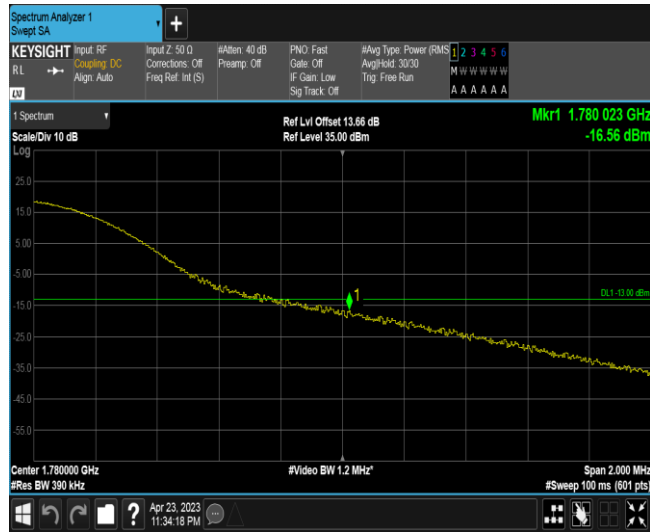 Spectrum Analyzer 1
Swept SA
+
KEYSIGHT
RL
LXI
Input: RF
Coupling: DC
Align: Auto
Input Z: 50 Ω
Corrections: Off
Freq Ref: Int (S)
#Atten: 40 dB
Preamp: Off
PNO: Fast
Gate: Off
IF Gain: Low
Sig Track: Off
#Avg Type: Power (RMS
Avg|Hold: 30/30
Trig: Free Run
1 2 3 4 5 6
M W W W W W
A A A A A A
1 Spectrum
Scale/Div 10 dB
Log
Ref Lvl Offset 13.66 dB
Ref Level 35.00 dBm
Mkr1 1.780 023 GHz
-16.56 dBm
25.0
15.0
5.00
-5.00
-15.0
-25.0
-35.0
-45.0
-55.0
1
DL1 -13.00 dBm
Center 1.780000 GHz
#Res BW 390 kHz
#Video BW 1.2 MHz*
Span 2.000 MHz
#Sweep 100 ms (601 pts)
?
Apr 23, 2023
11:34:18 PM